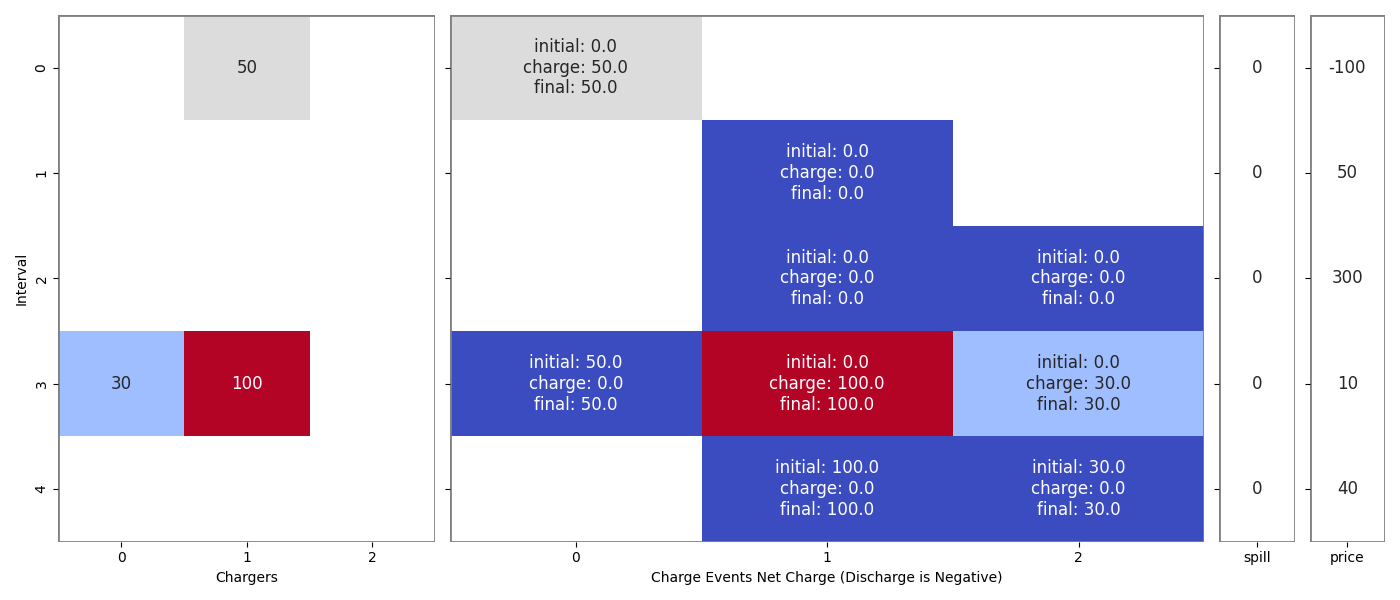 50
initial: 0.0
charge: 50.0
final: 50.0
0
-100
0
initial: 0.0
charge: 0.0
final: 0.0
0
50
1
initial: 0.0
charge: 0.0
final: 0.0
initial: 0.0
charge: 0.0
final: 0.0
0
300
2
Interval
30
100
initial: 50.0
charge: 0.0
final: 50.0
initial: 0.0
charge: 100.0
final: 100.0
initial: 0.0
charge: 30.0
final: 30.0
0
10
3
initial: 100.0
charge: 0.0
final: 100.0
initial: 30.0
charge: 0.0
final: 30.0
0
40
4
0 1 2
Chargers
0 1 2
Charge Events Net Charge (Discharge is Negative)
spill
price